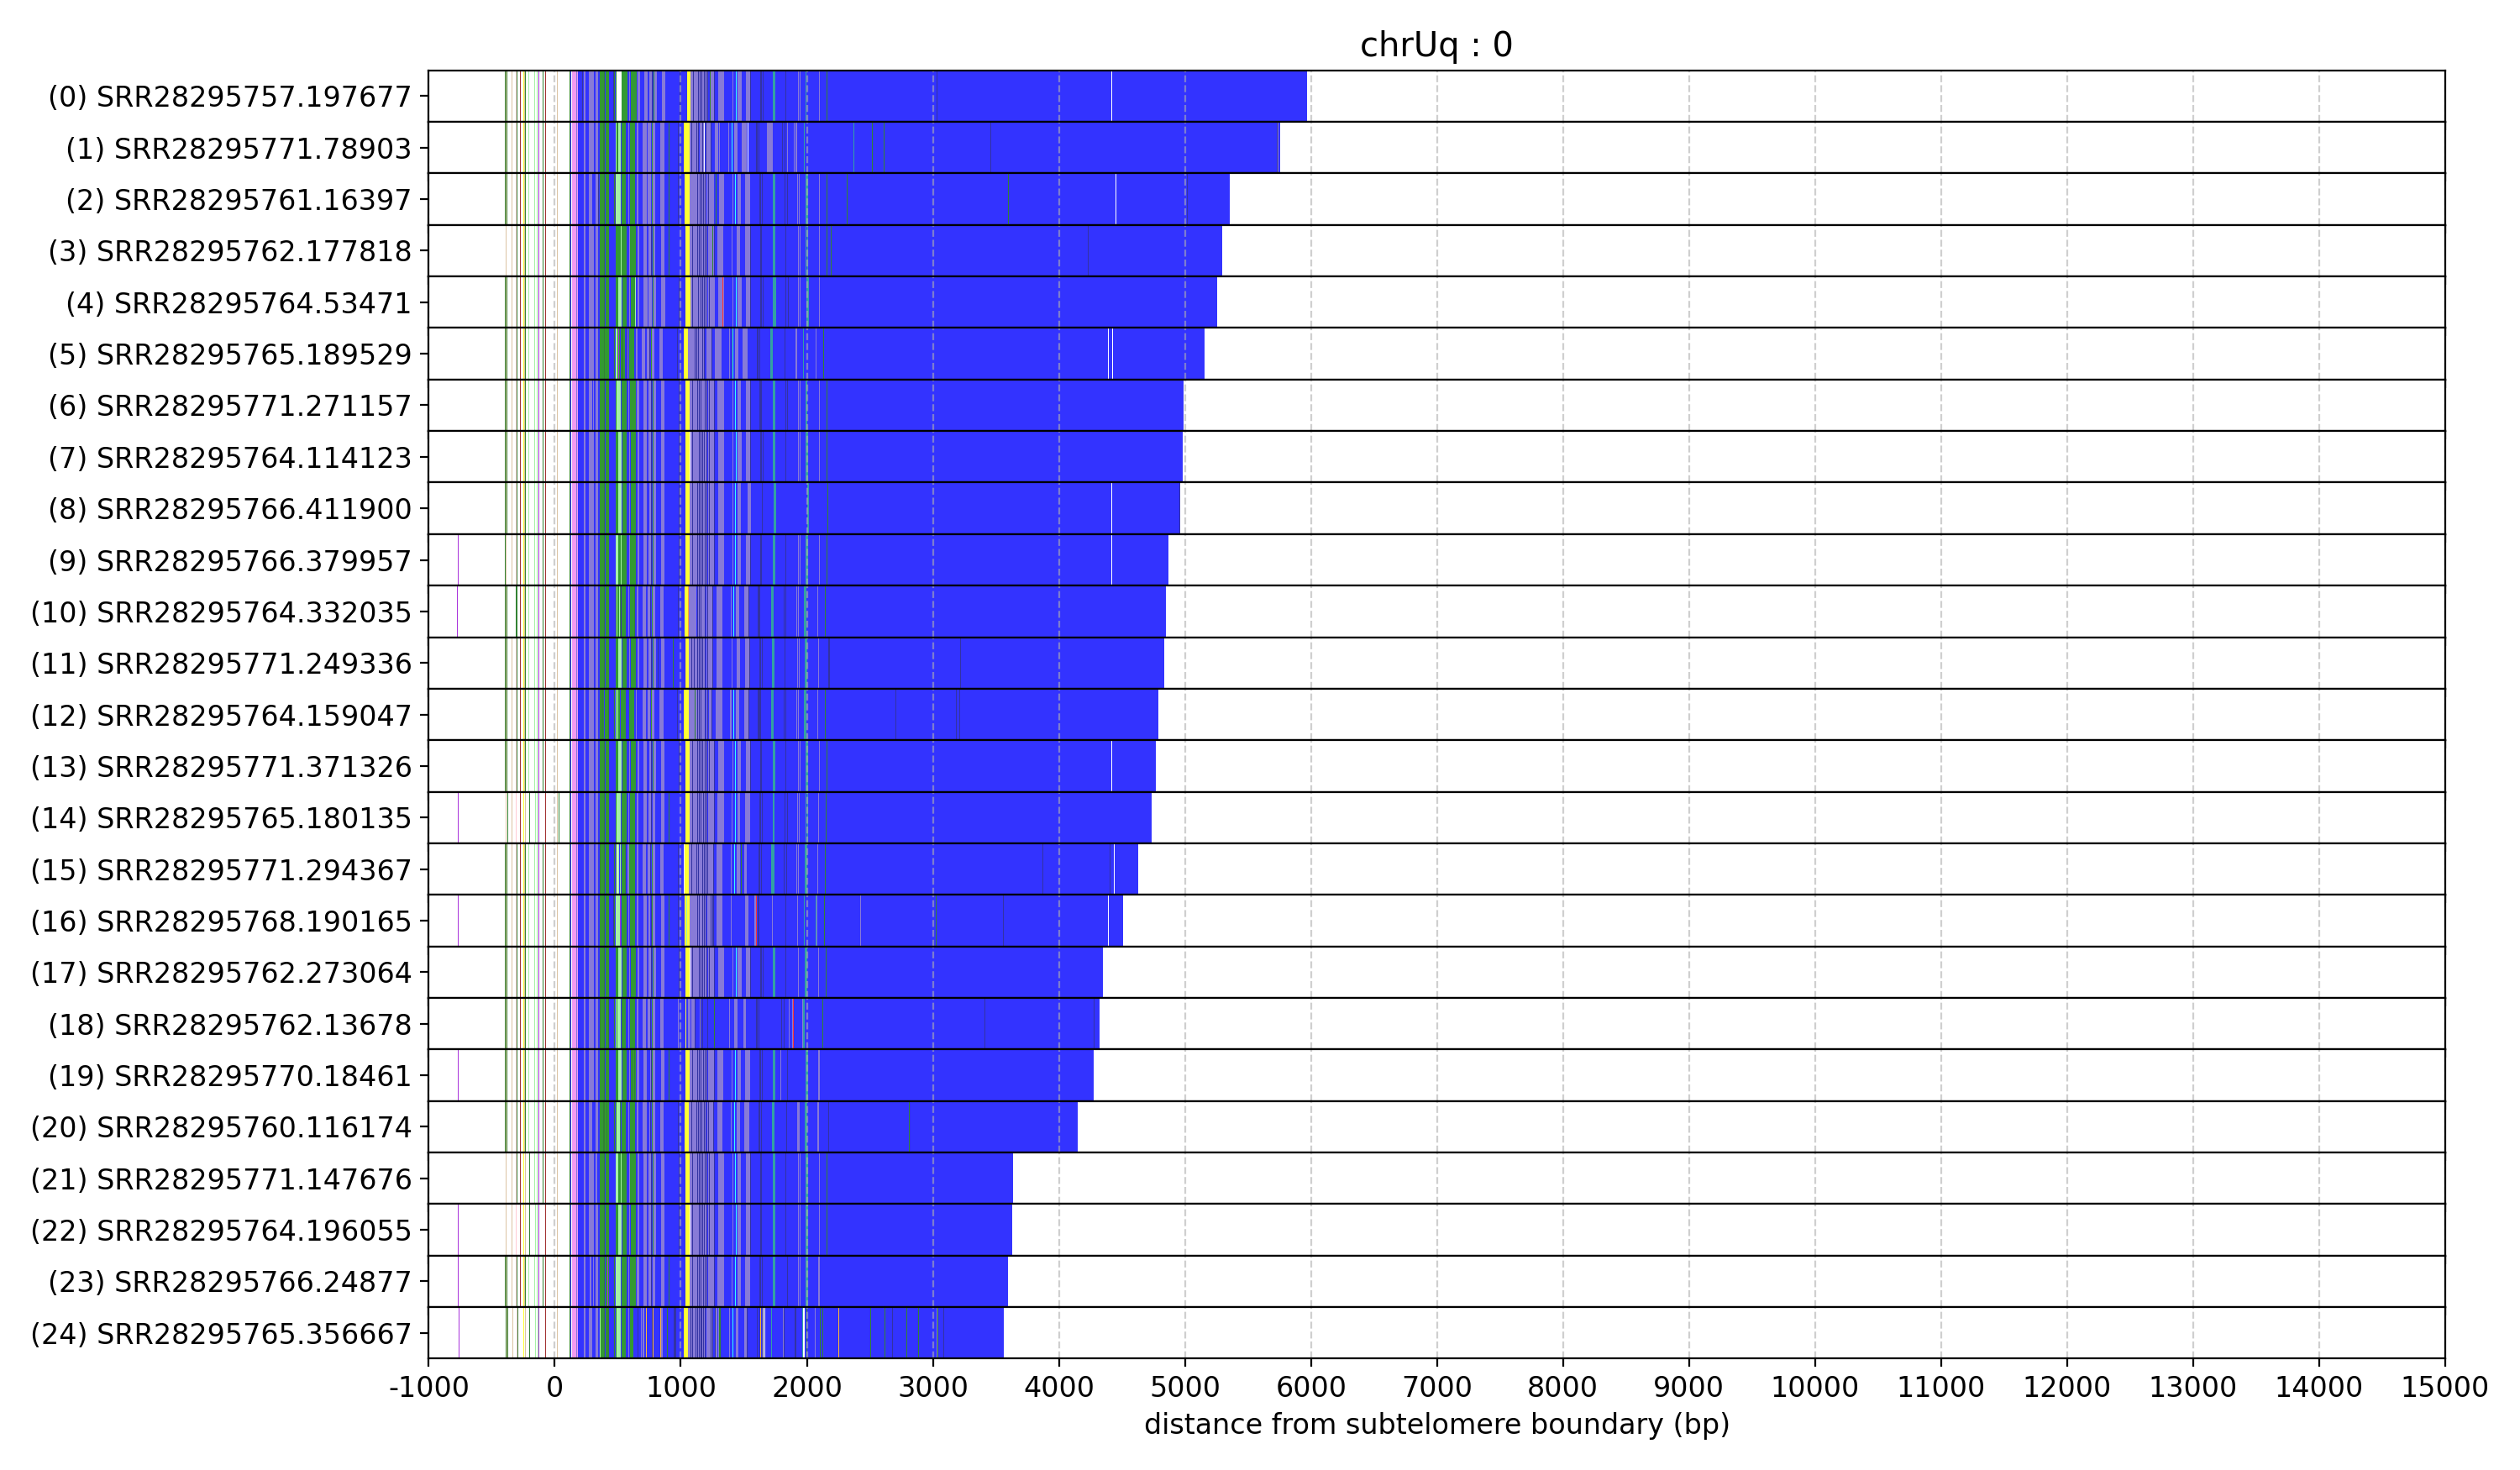 chrUq : 0
(0) SRR28295757.197677
(1) SRR28295771.78903
(2) SRR28295761.16397
(3) SRR28295762.177818
(4) SRR28295764.53471
(5) SRR28295765.189529
(6) SRR28295771.271157
(7) SRR28295764.114123
(8) SRR28295766.411900
(9) SRR28295766.379957
(10) SRR28295764.332035
(11) SRR28295771.249336
(12) SRR28295764.159047
(13) SRR28295771.371326
(14) SRR28295765.180135
(15) SRR28295771.294367
(16) SRR28295768.190165
(17) SRR28295762.273064
(18) SRR28295762.13678
(19) SRR28295770.18461
(20) SRR28295760.116174
(21) SRR28295771.147676
(22) SRR28295764.196055
(23) SRR28295766.24877
(24) SRR28295765.356667
-1000 0 1000 2000 3000 4000 5000 6000 7000 8000 9000 10000 11000 12000 13000 14000 15000
distance from subtelomere boundary (bp)